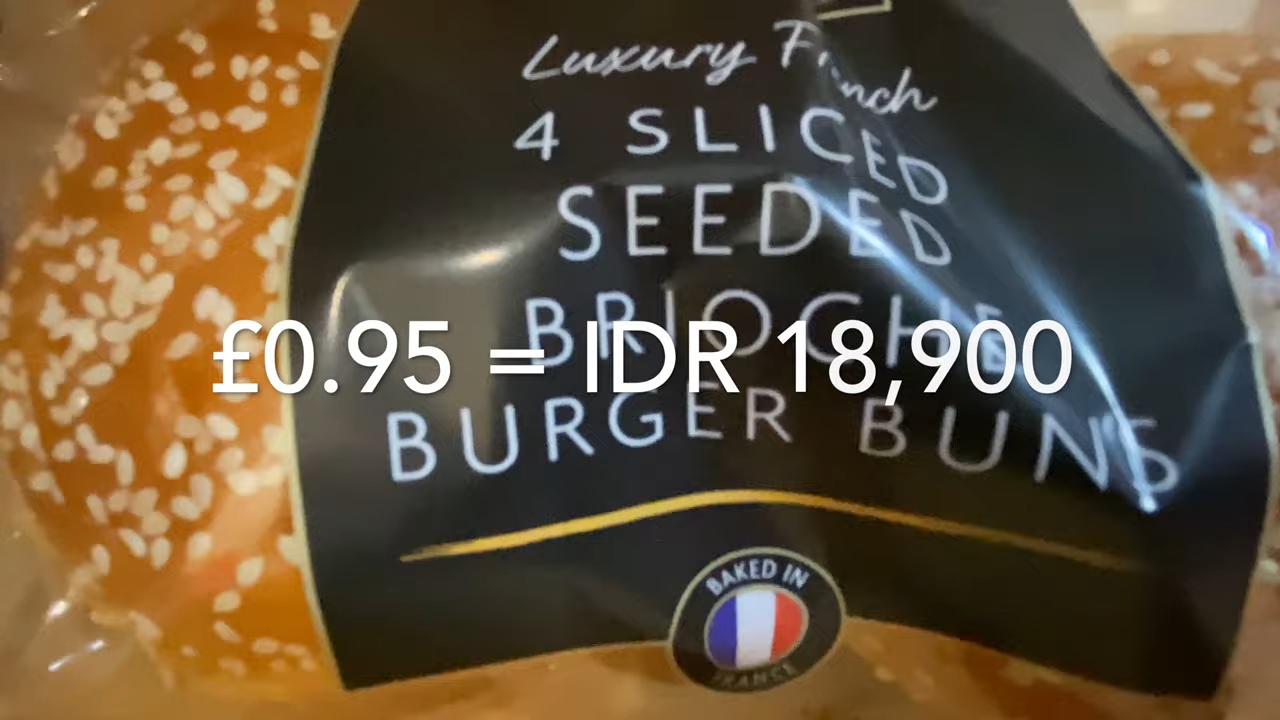 Luxury French
4 SLICED
SEEDED
BRIOCHE
£0.95 = IDR 18,900
BURGER BUNS
BAKED IN
FRANCE